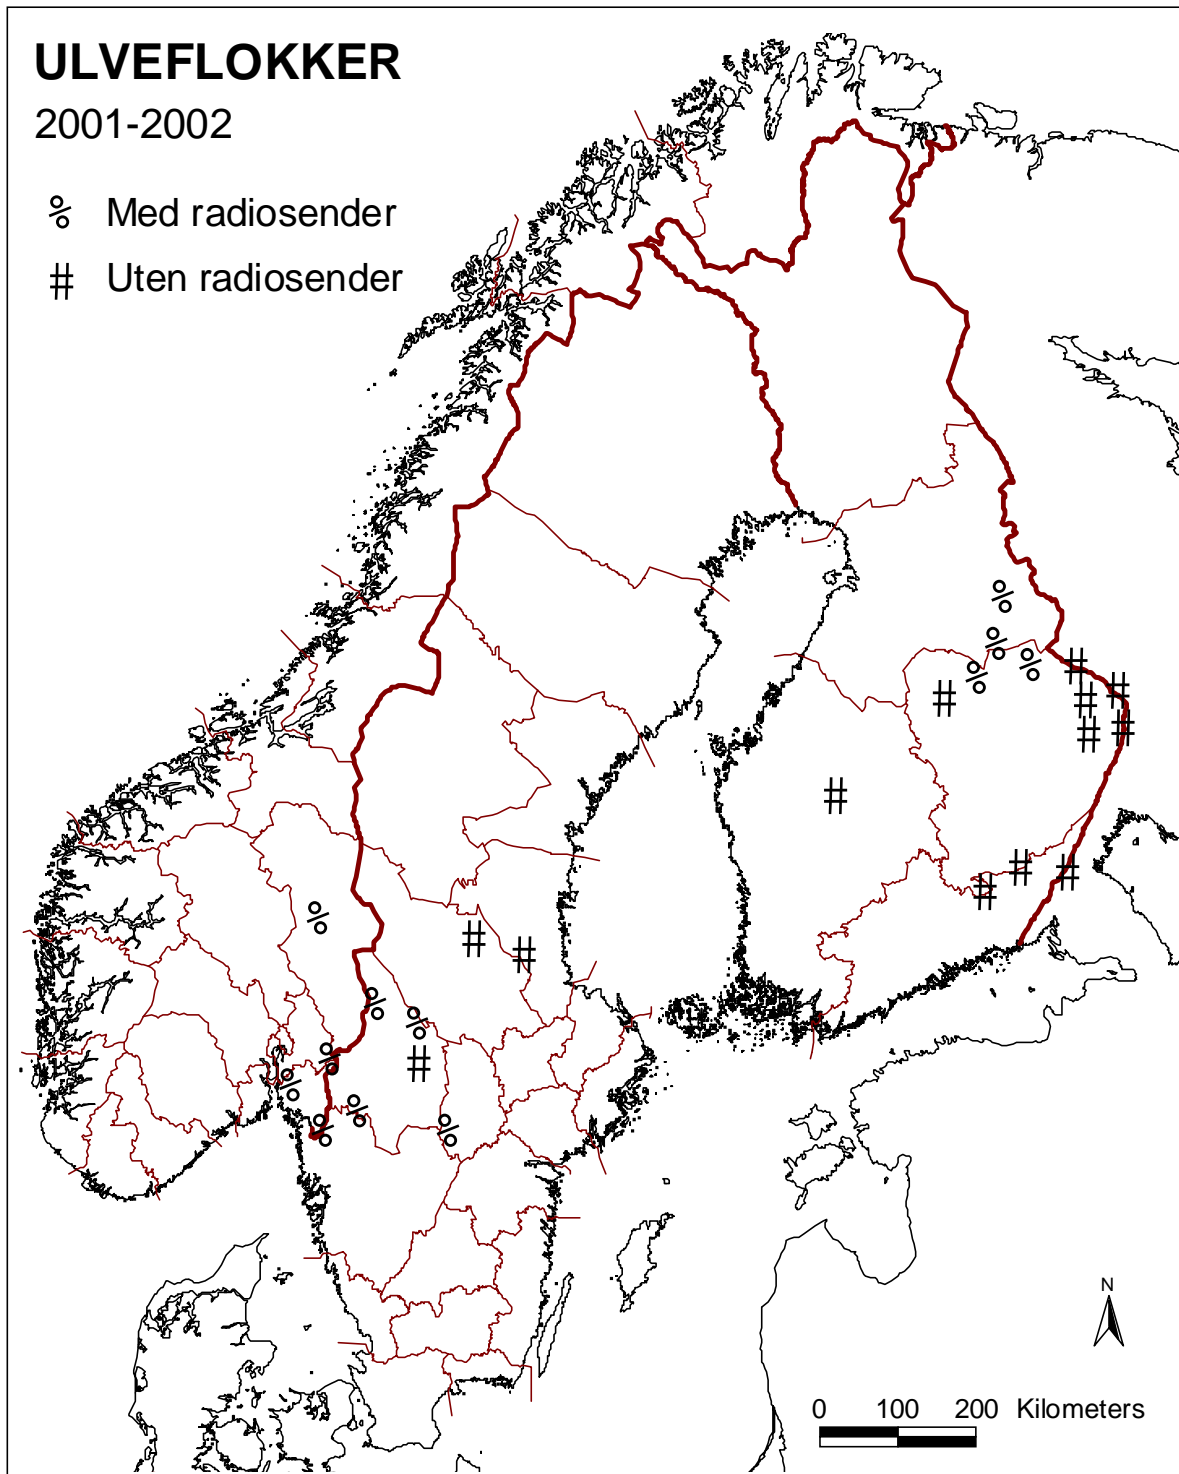 ULVEFLOKKER
2001-2002
% Med radiosender
# Uten radiosender
N
0 100 200 Kilometers